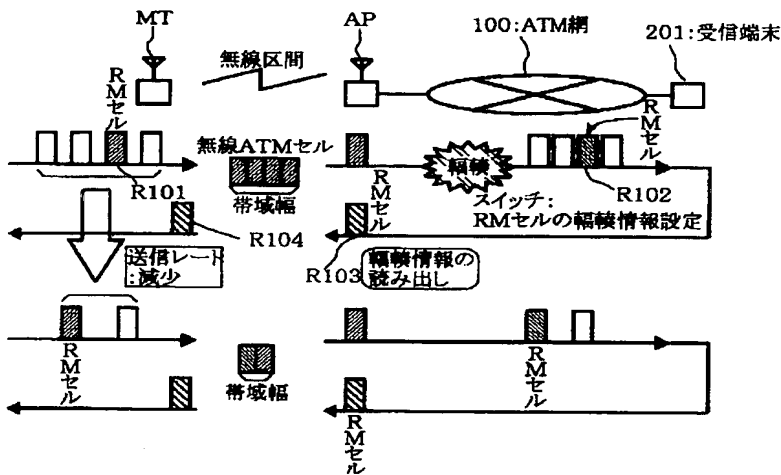 MT
AP
100:ATM網
201:受信端末
無線区間
RMセル
RMセル
無線ATMセル
輻輳
R101
帯域幅
RMセル
スイッチ:
RMセルの輻輳情報設定
R102
R104
送信レート
:減少
R103
輻輳情報の
読み出し
RMセル
帯域幅
RMセル
RMセル